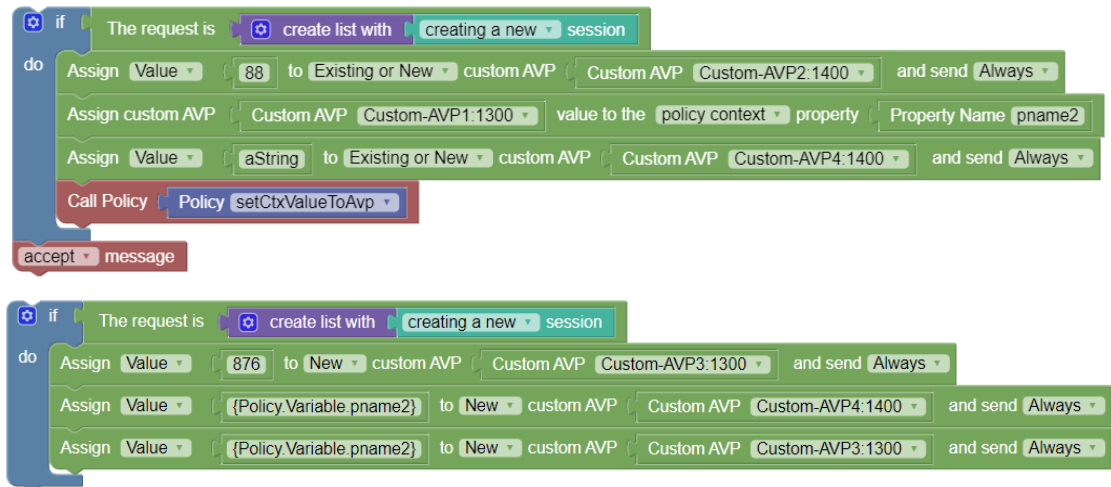 if The request is create list with creating a new session
do Assign Value 88 to Existing or New custom AVP Custom AVP Custom-AVP2:1400 and send Always
Assign custom AVP Custom AVP Custom-AVP1:1300 value to the policy context property Property Name pname2
Assign Value aString to Existing or New custom AVP Custom AVP Custom-AVP4:1400 and send Always
Call Policy Policy setCtxValueToAvp
accept message
if The request is create list with creating a new session
do Assign Value 876 to New custom AVP Custom AVP Custom-AVP3:1300 and send Always
Assign Value {Policy.Variable.pname2} to New custom AVP Custom AVP Custom-AVP4:1400 and send Always
Assign Value {Policy.Variable.pname2} to New custom AVP Custom AVP Custom-AVP3:1300 and send Always